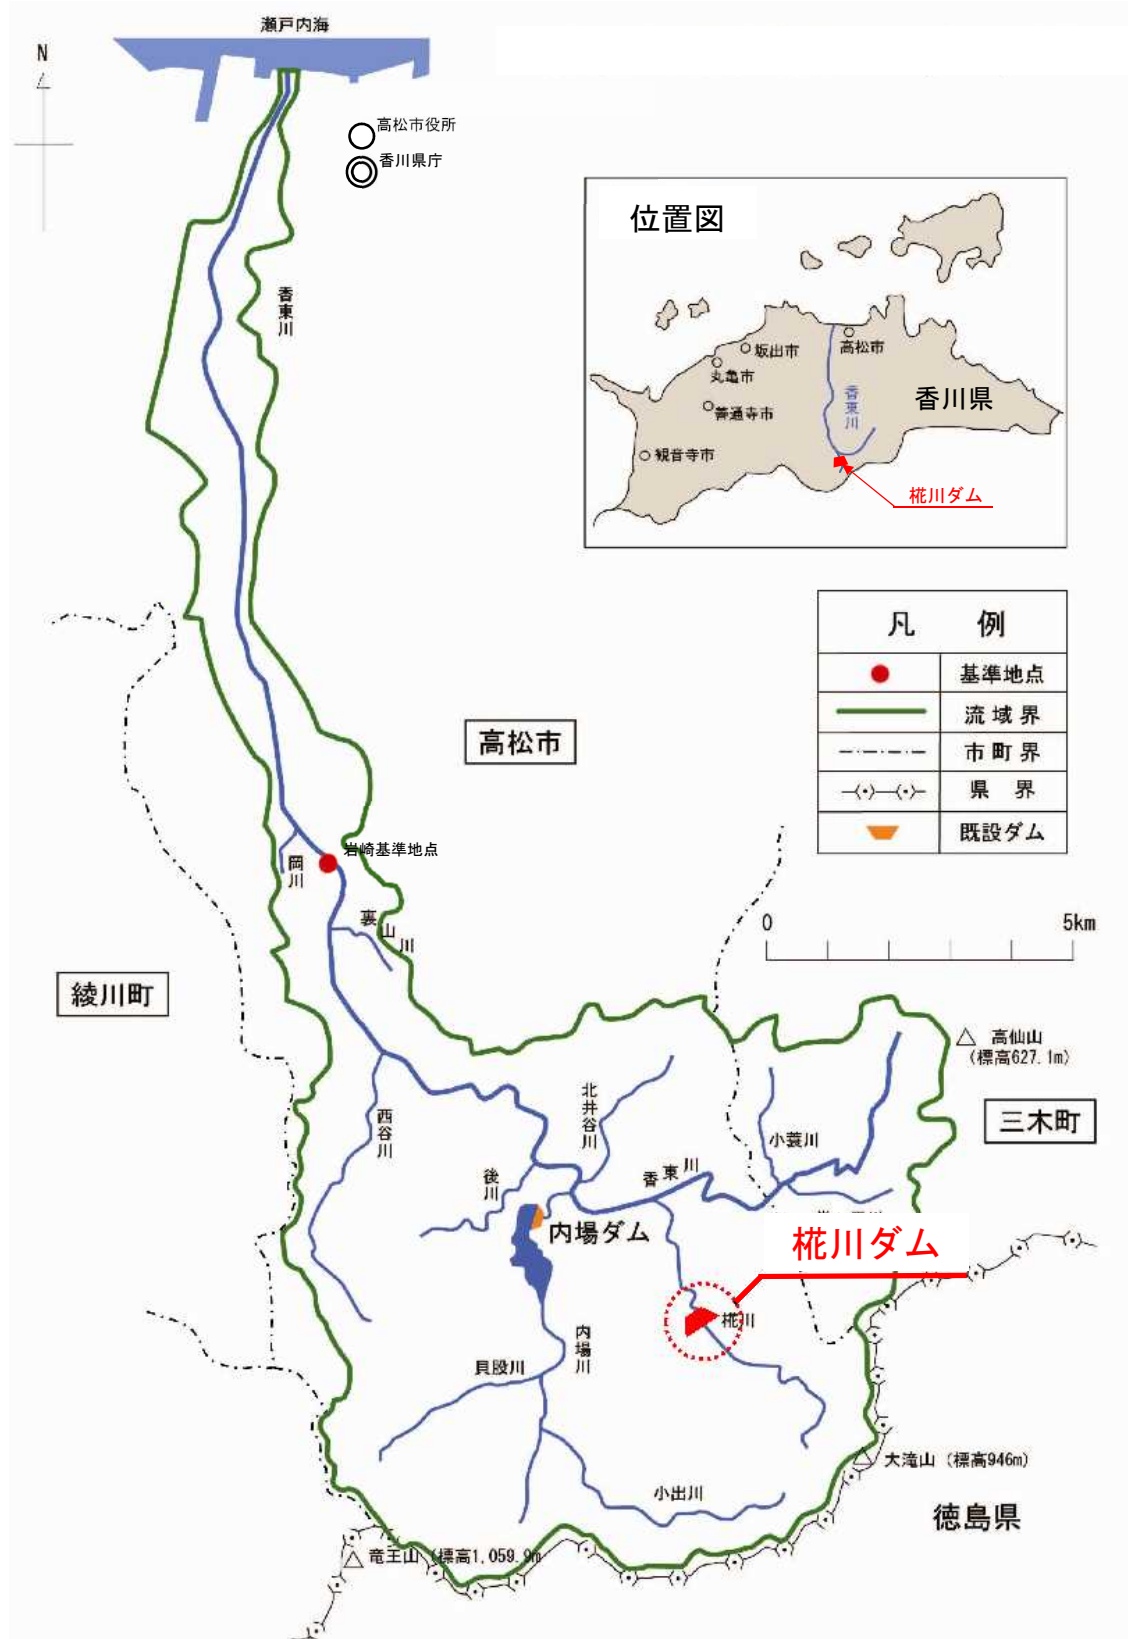 瀬戸内海
N
高松市役所
香川県庁
位置図
坂出市
高松市
丸亀市
善通寺市
香東川
香川県
観音寺市
椛川ダム
香東川
凡 例
基準地点
流域界
市町界
県 界
既設ダム
高松市
岩崎基準地点
岡川
裏山川
0 5km
綾川町
高仙山
(標高627.1m)
三木町
西谷川
北井谷川
小蓑川
香東川
後川
内場ダム
椛川ダム
椛川
内場川
貝股川
大滝山 (標高946m)
小出川
徳島県
竜王山 (標高1,059.9m